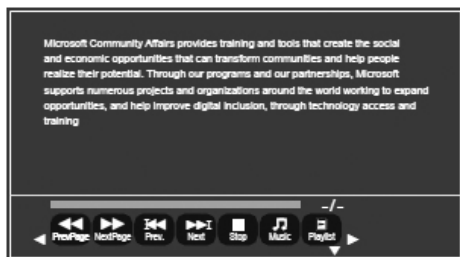 Microsoft Community Affairs provides training and tools that create the social
and economic opportunities that can transform communities and help people
realize their potential. Through our programs and our partnerships, Microsoft
supports numerous projects and organizations around the world working to expand
opportunities, and help improve digital inclusion, through technology access and
training
-/-
PrevPage NextPage Prev. Next Stop Music Playlist